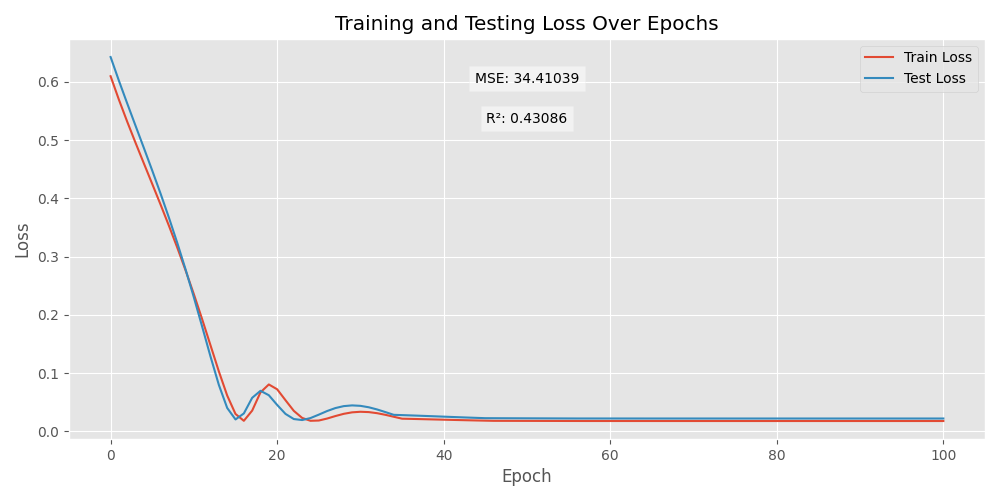 Training and Testing Loss Over Epochs
MSE: 34.41039
R²: 0.43086
Train Loss
Test Loss
Loss
0.6
0.5
0.4
0.3
0.2
0.1
0.0
0 20 40 60 80 100
Epoch